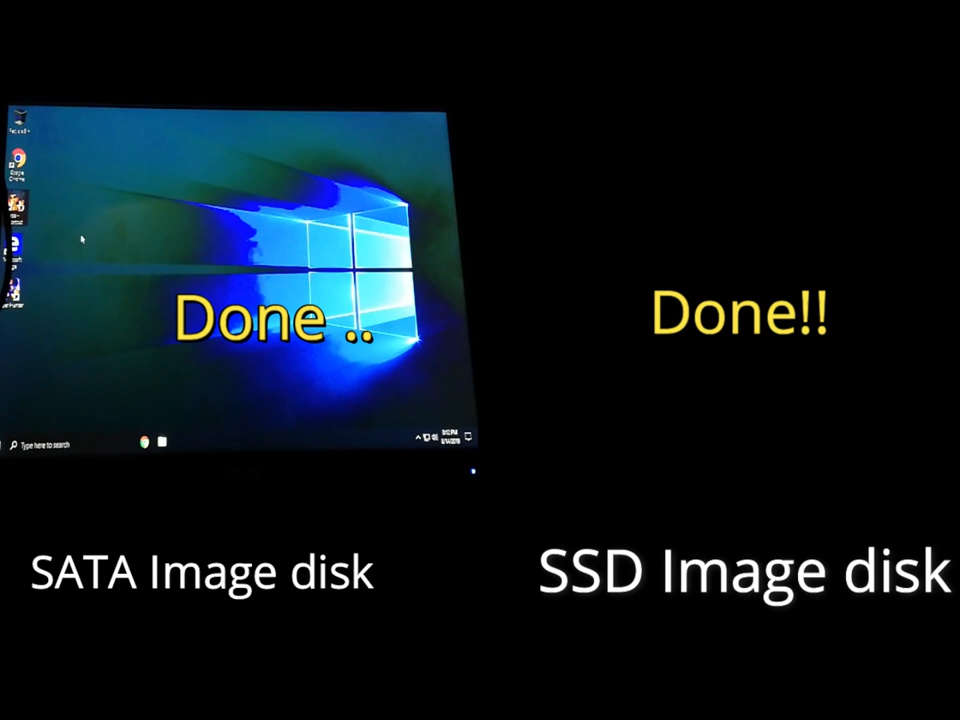 Done ..
Done!!
Type here to search
SATA Image disk
SSD Image disk